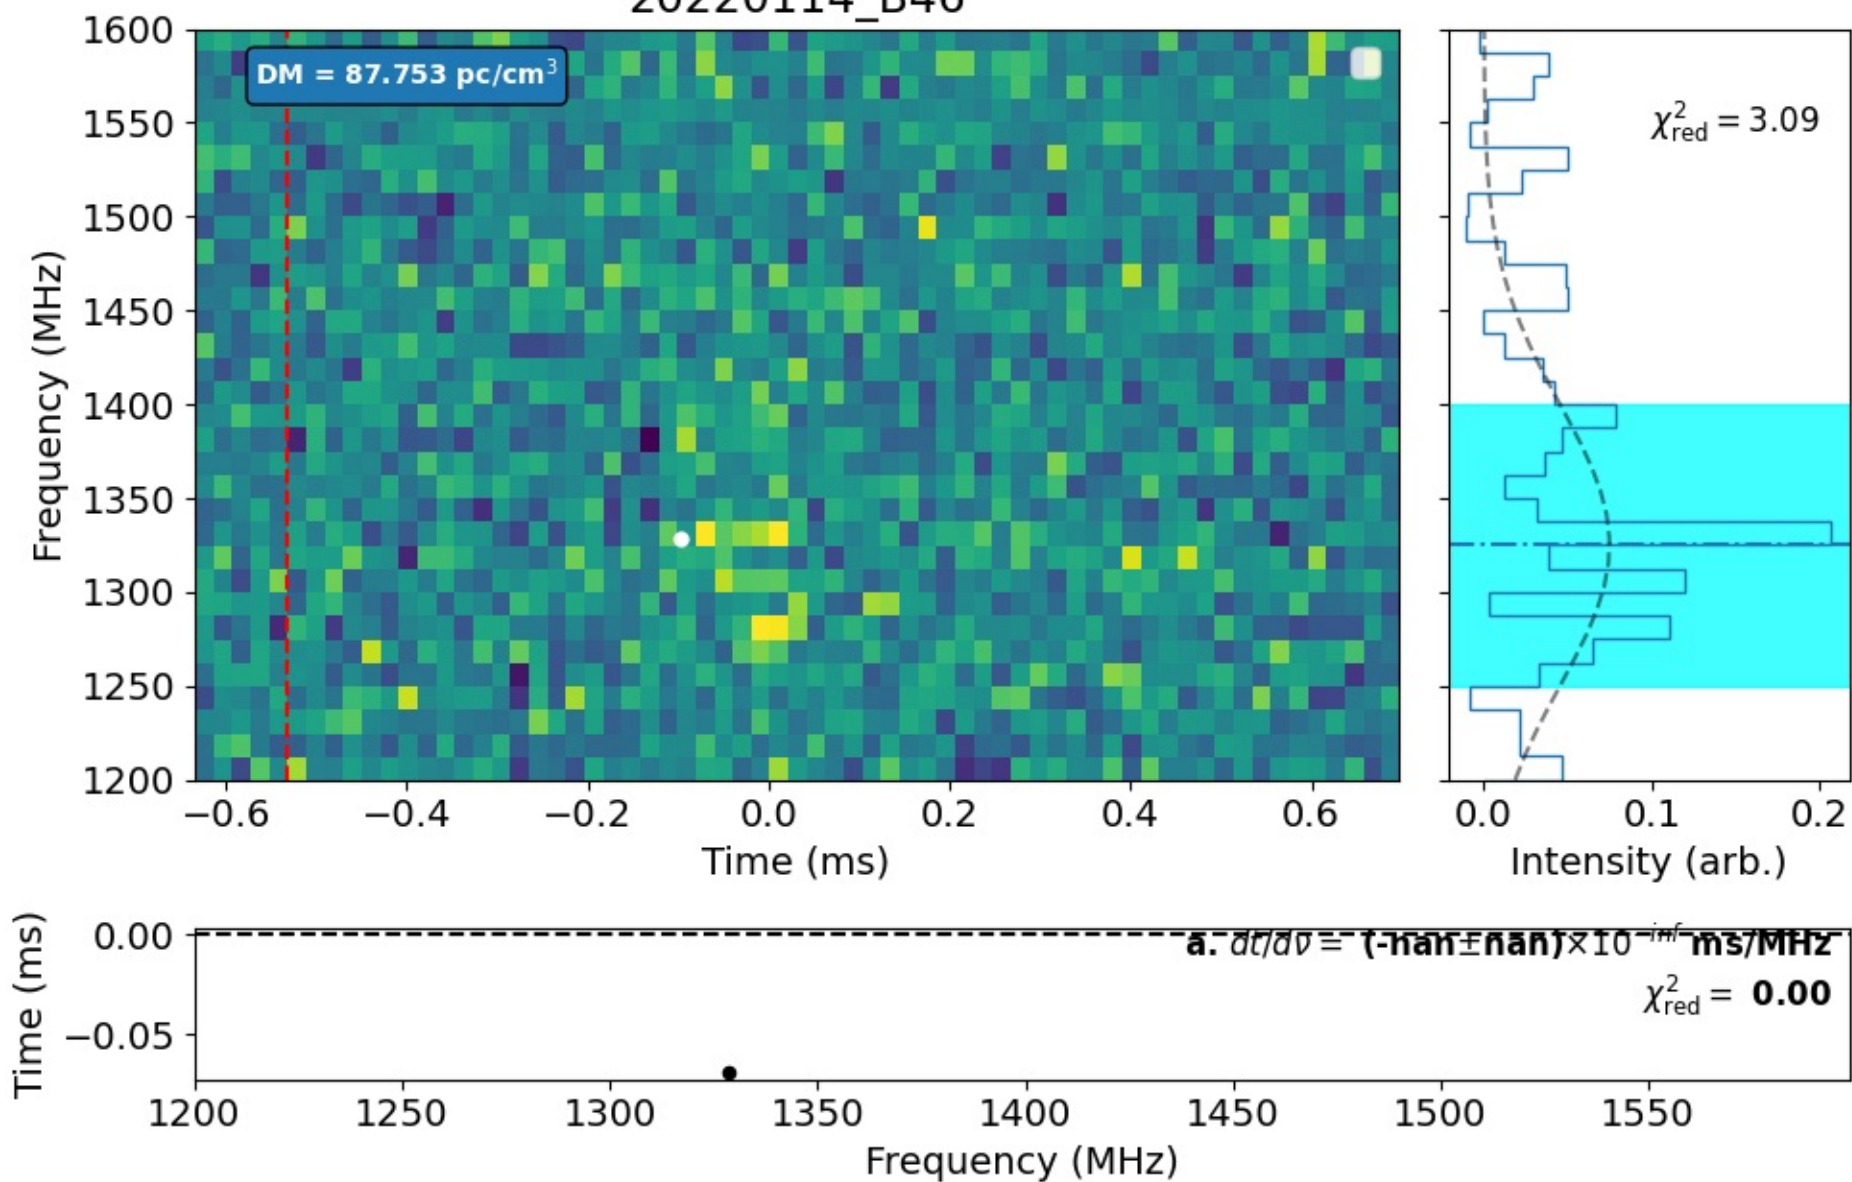 20220114_B46
1600
1550
1500
1450
1400
1350
1300
1250
1200
Frequency (MHz)
DM = 87.753 pc/cm³
−0.6 −0.4 −0.2 0.0 0.2 0.4 0.6
Time (ms)
χ²red = 3.09
0.0 0.1 0.2
Intensity (arb.)
0.00
−0.05
Time (ms)
a. dt/dν = (-nan±nan)×10⁻ⁱⁿᶠ ms/MHz
χ²red = 0.00
1200 1250 1300 1350 1400 1450 1500 1550
Frequency (MHz)